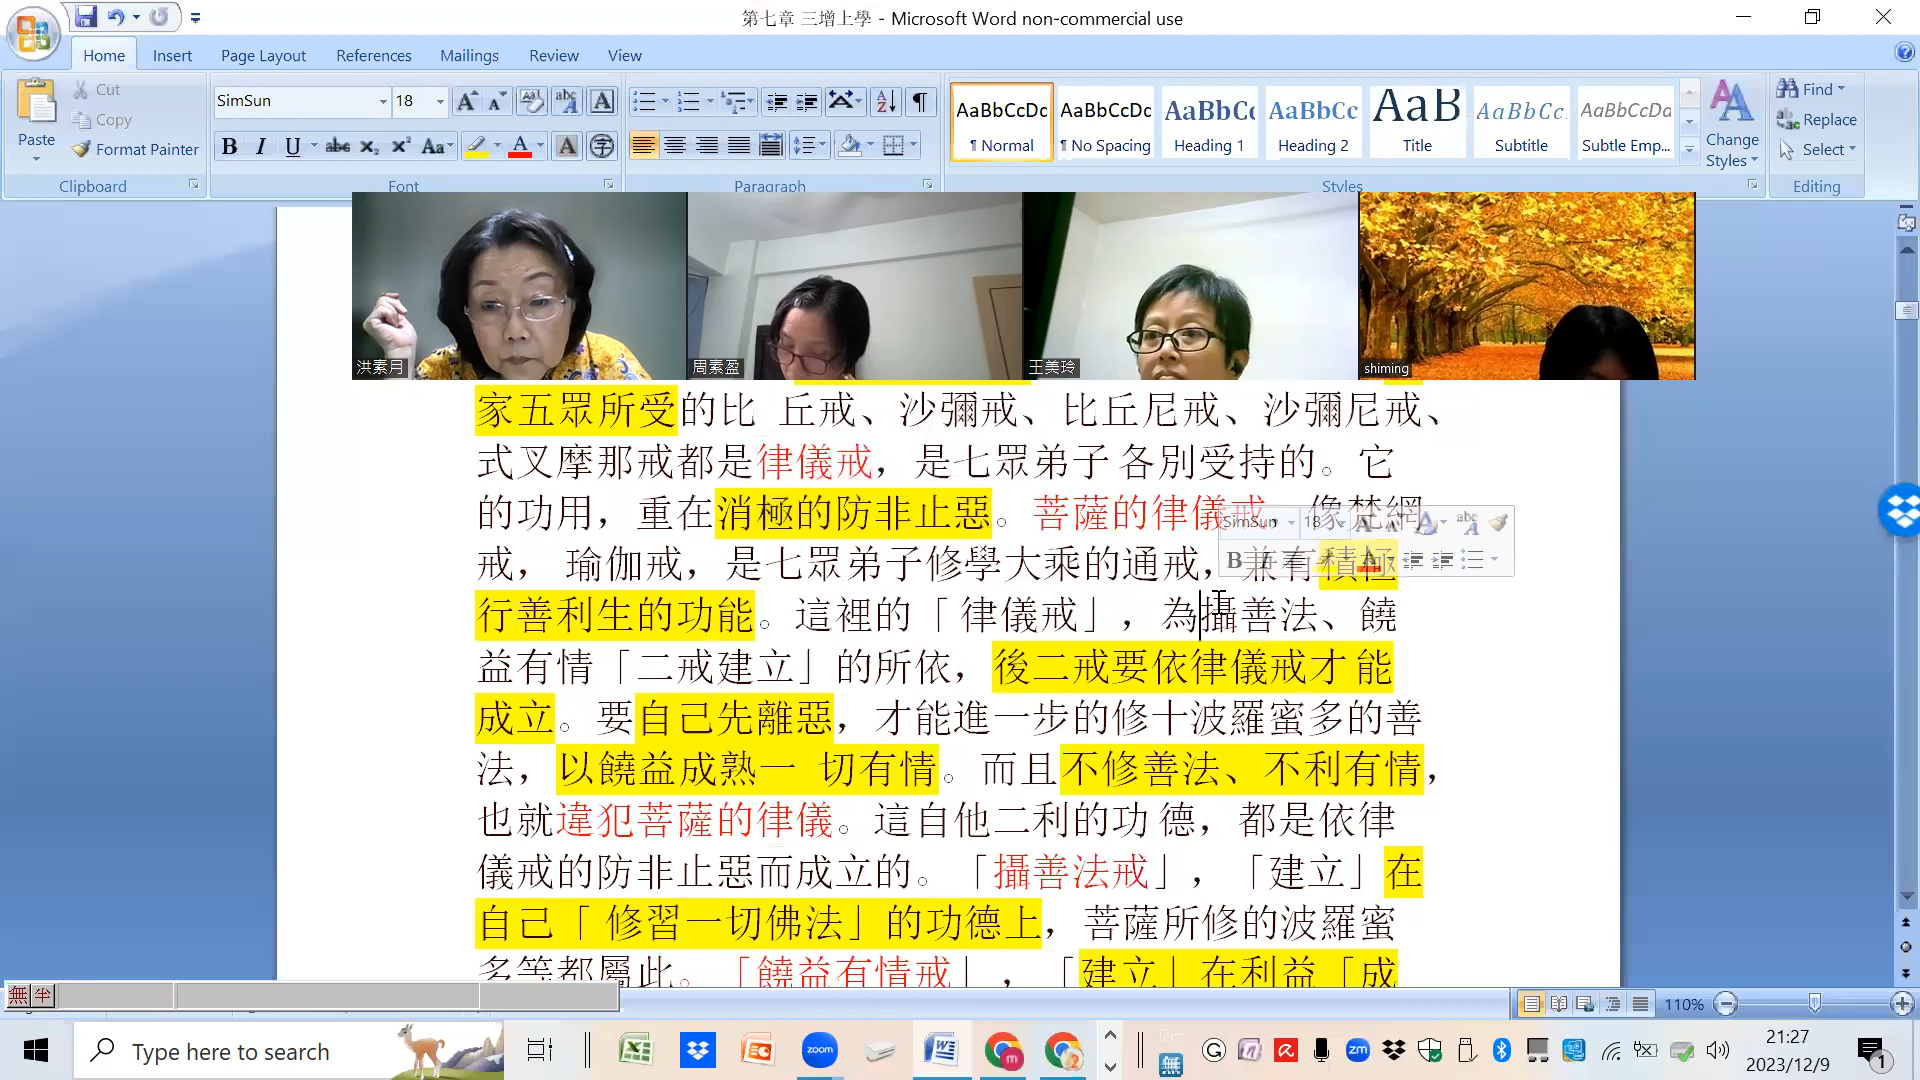 第七章 三增上學 - Microsoft Word non-commercial use
Home Insert Page Layout References Mailings Review View
Paste
Cut
Copy
Format Painter
Clipboard
SimSun 18
Font
Paragraph
AaBbCcDc AaBbCcDc AaBbCc AaBbCc AaB AaBbCc. AaBbCcDd
¶ Normal ¶ No Spacing Heading 1 Heading 2 Title Subtitle Subtle Emp...
Styles
Change Styles
Find
Replace
Select
Editing
洪素月 周素盈 王美玲 shiming
家五眾所受的比 丘戒、沙彌戒、比丘尼戒、沙彌尼戒、
式叉摩那戒都是律儀戒，是七眾弟子 各別受持的。它
的功用，重在消極的防非止惡。菩薩的律儀戒，像梵網
SimSun 18
戒， 瑜伽戒，是七眾弟子修學大乘的通戒，兼有積極
行善利生的功能。這裡的「 律儀戒」，為攝善法、饒
益有情「二戒建立」的所依，後二戒要依律儀戒才 能
成立。要自己先離惡，才能進一步的修十波羅蜜多的善
法，以饒益成熟一 切有情。而且不修善法、不利有情，
也就違犯菩薩的律儀。這自他二利的功 德，都是依律
儀戒的防非止惡而成立的。「攝善法戒」，「建立」在
自己「 修習一切佛法」的功德上，菩薩所修的波羅蜜
多等都屬此。「饒益有情戒」，「建立」在利益「成
無 半
110%
Type here to search
zoom
21:27
2023/12/9